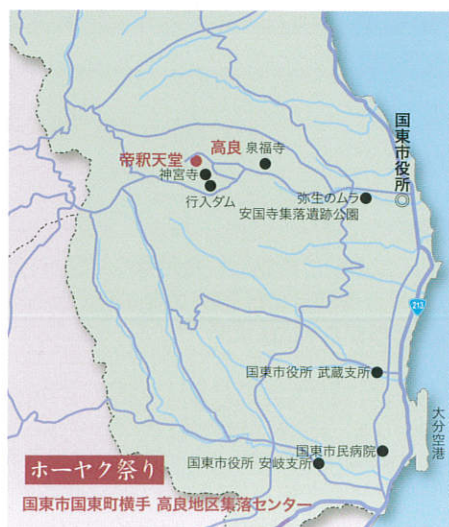 国東市役所
高良
泉福寺
帝釈天堂
神宮寺
行入ダム
弥生のムラ
安国寺集落遺跡公園
213
国東市役所 武蔵支所
大分空港
国東市民病院
国東市役所 安岐支所
ホーヤク祭り
国東市国東町横手 高良地区集落センター